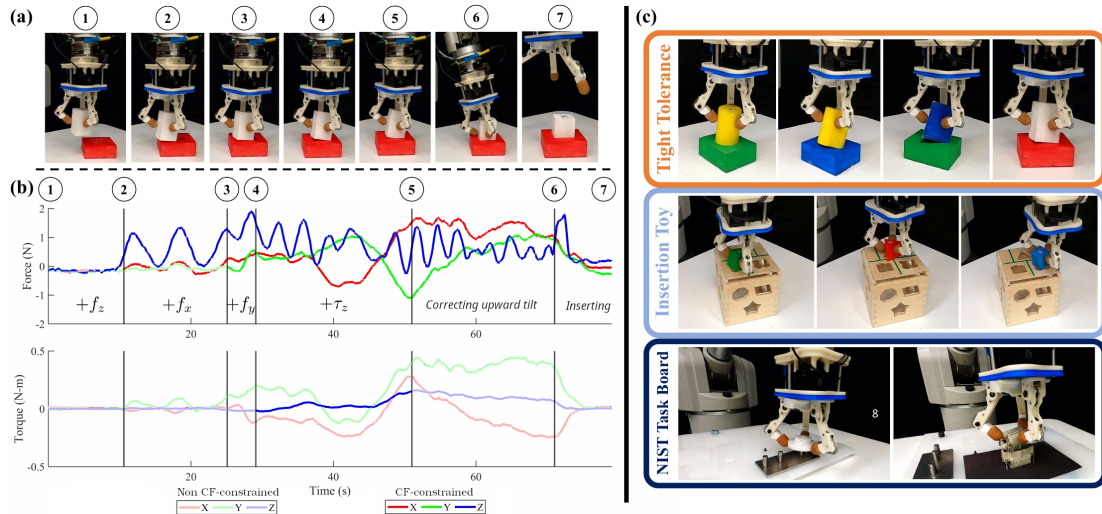 (a)
1 2 3 4 5 6 7
(b)
1 2 3 4 5 6 7
Force (N)
2
1
0
-1
-2
+f_z +f_x +f_y +τ_z Correcting upward tilt Inserting
20 40 60
Torque (N-m)
0.5
0
-0.5
20 40 60
Non CF-constrained Time (s) CF-constrained
X Y Z X Y Z
(c)
Tight Tolerance
Insertion Toy
NIST Task Board
8